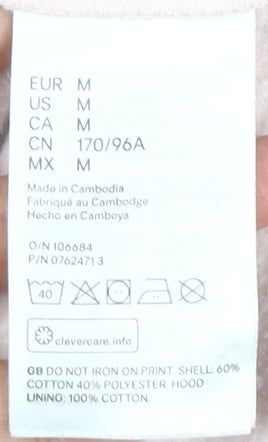 EUR M
US M
CA M
CN 170/96A
MX M
Made in Cambodia
Fabriqué au Cambodge
Hecho en Camboya
O/N 106684
P/N 07624713
40
clevercare.info
GB DO NOT IRON ON PRINT. SHELL: 60%
COTTON 40% POLYESTER. HOOD
LINING: 100% COTTON